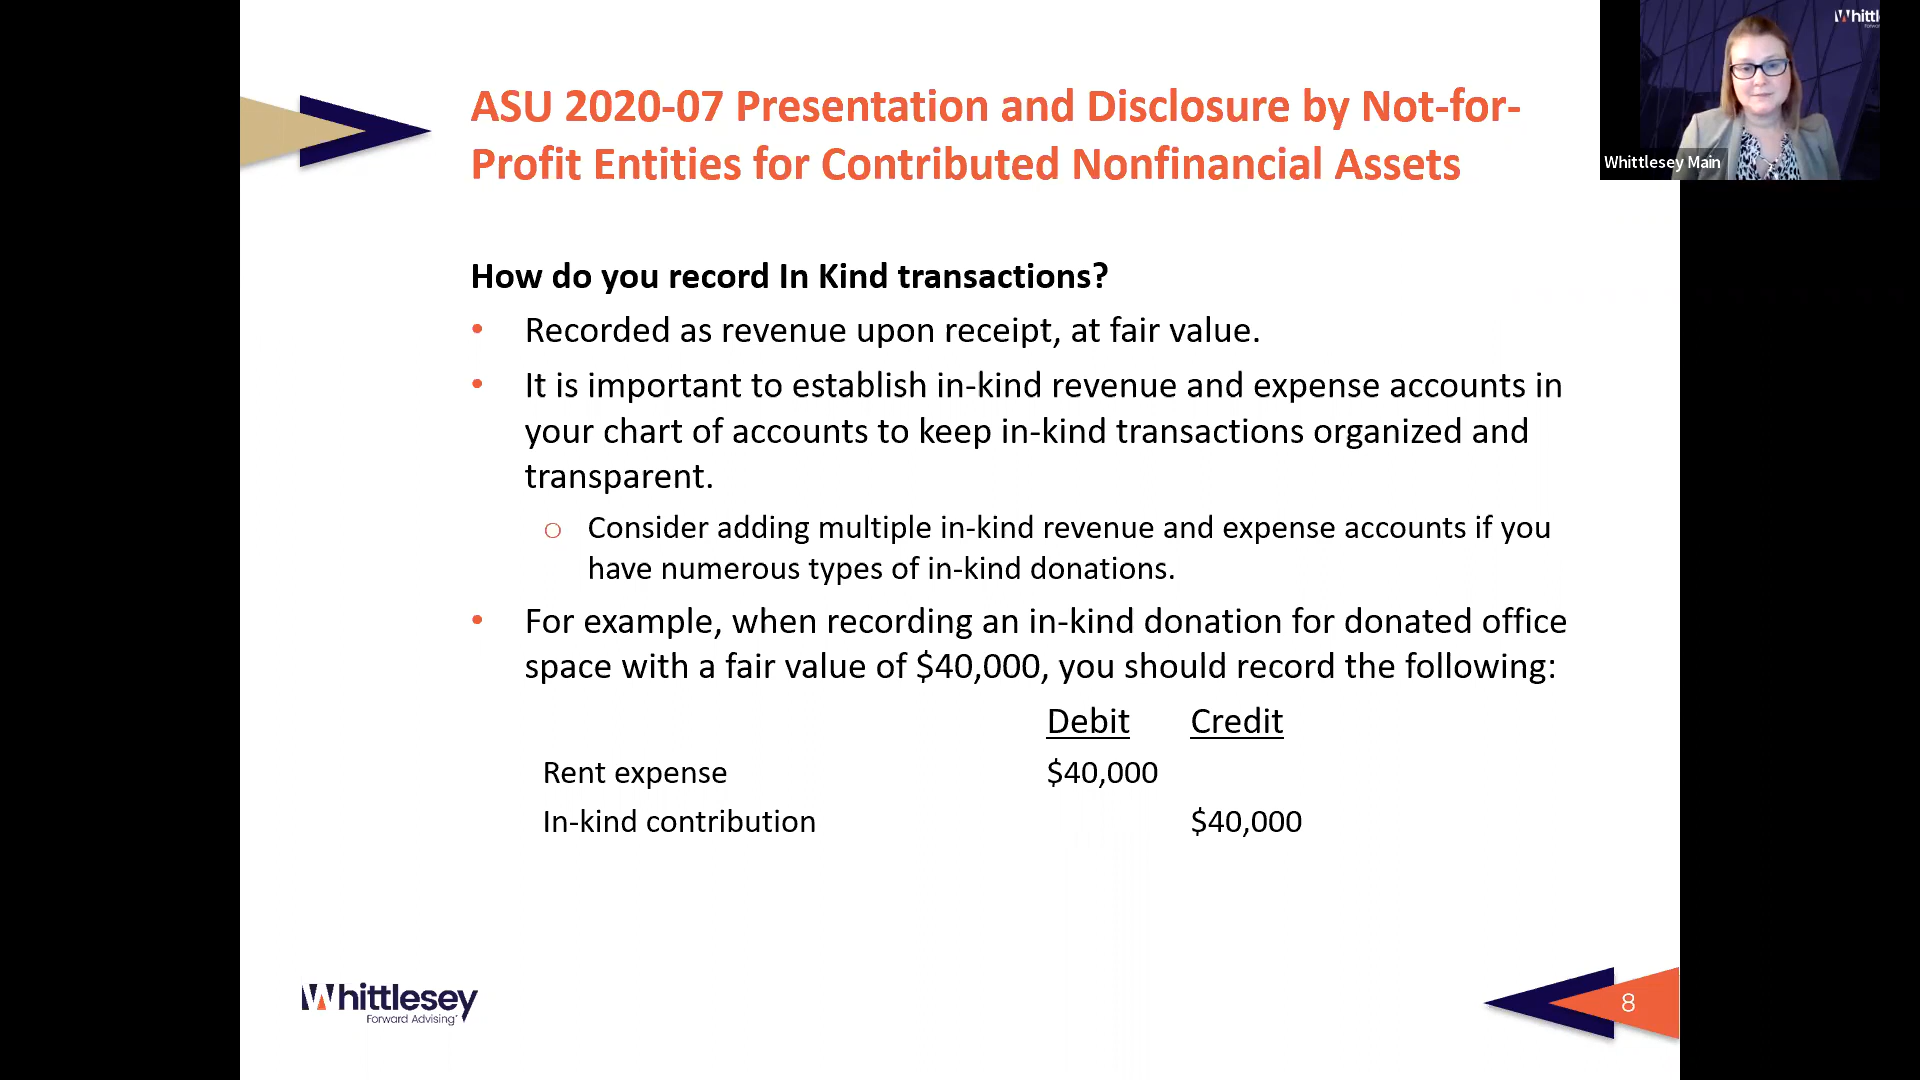 ASU 2020-07 Presentation and Disclosure by Not-for-
Profit Entities for Contributed Nonfinancial Assets
Whittlesey Main
How do you record In Kind transactions?
• Recorded as revenue upon receipt, at fair value.
• It is important to establish in-kind revenue and expense accounts in
your chart of accounts to keep in-kind transactions organized and
transparent.
o Consider adding multiple in-kind revenue and expense accounts if you
have numerous types of in-kind donations.
• For example, when recording an in-kind donation for donated office
space with a fair value of $40,000, you should record the following:
Debit Credit
Rent expense $40,000
In-kind contribution $40,000
Whittlesey
Forward Advising
8